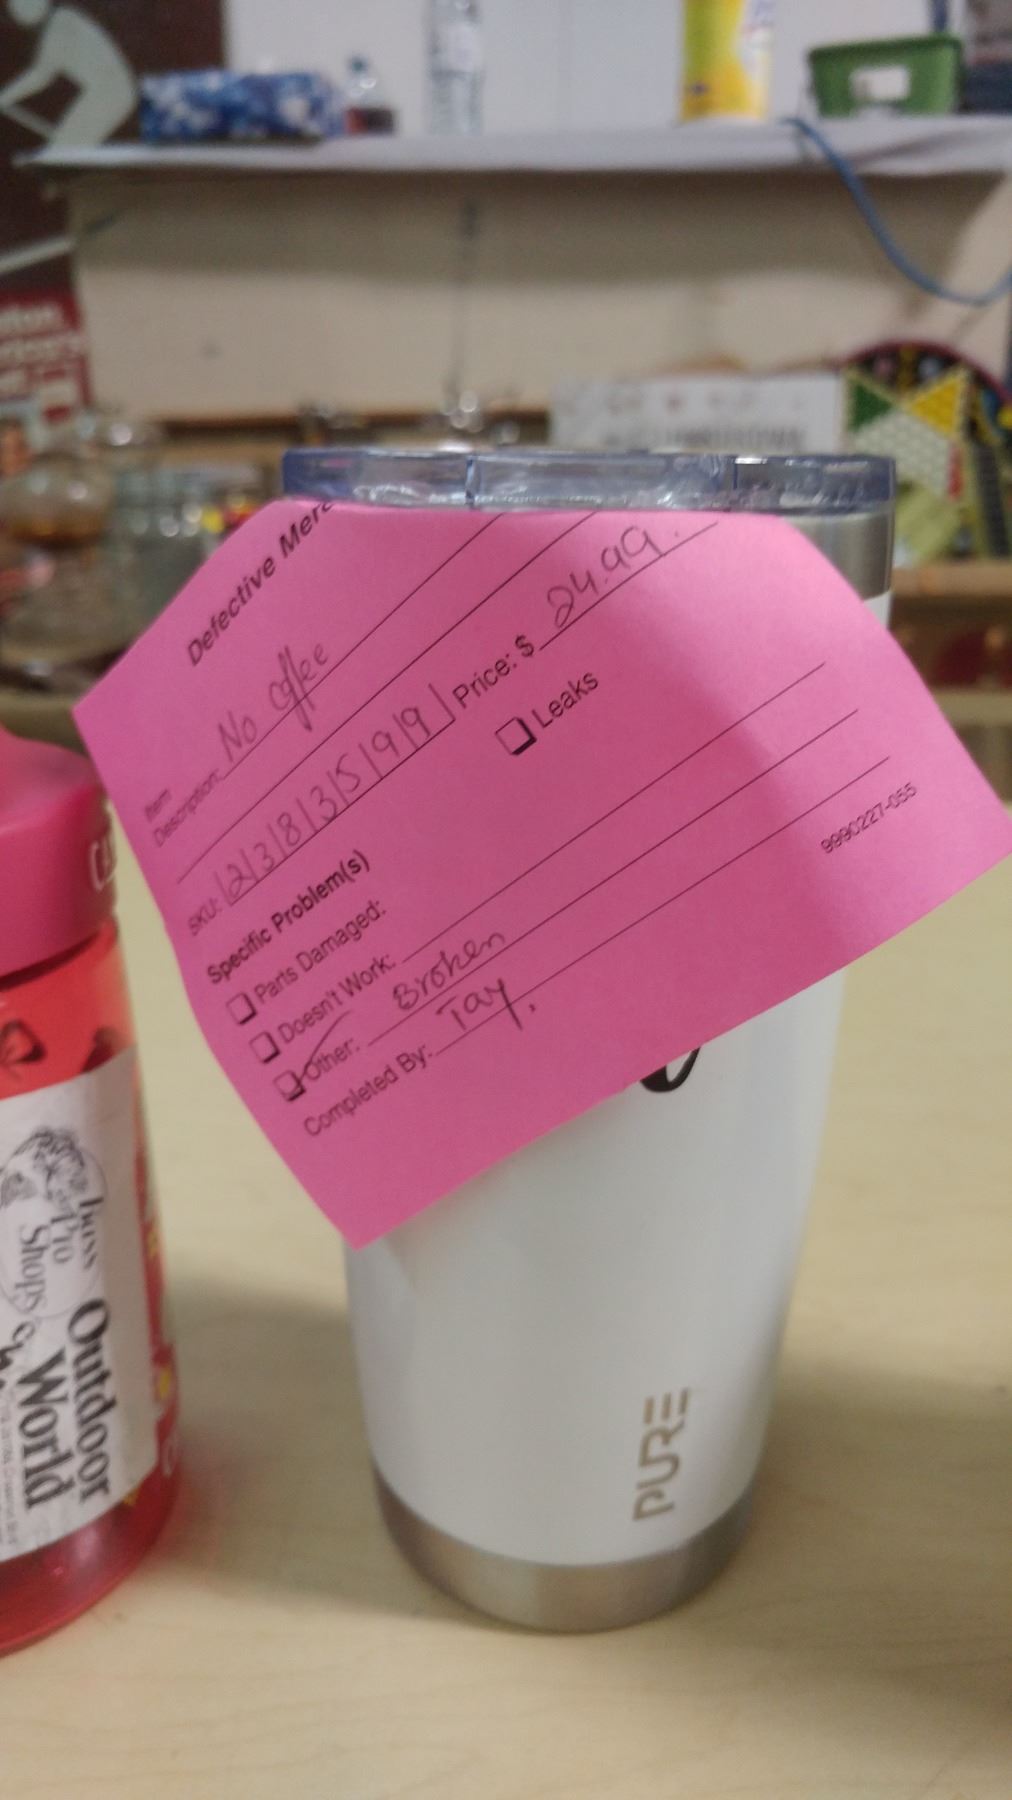 Defective Merc
Item
Description: No coffee
SKU: 2|3|8|3|5|9|9| Price: $ 24.99.
Specific Problem(s)
Parts Damaged: Leaks
Doesn't Work:
Other: Broken
Completed By: Tay.
9990227-055
PURE
CA
Bass
Pro
Shops
Outdoor
World